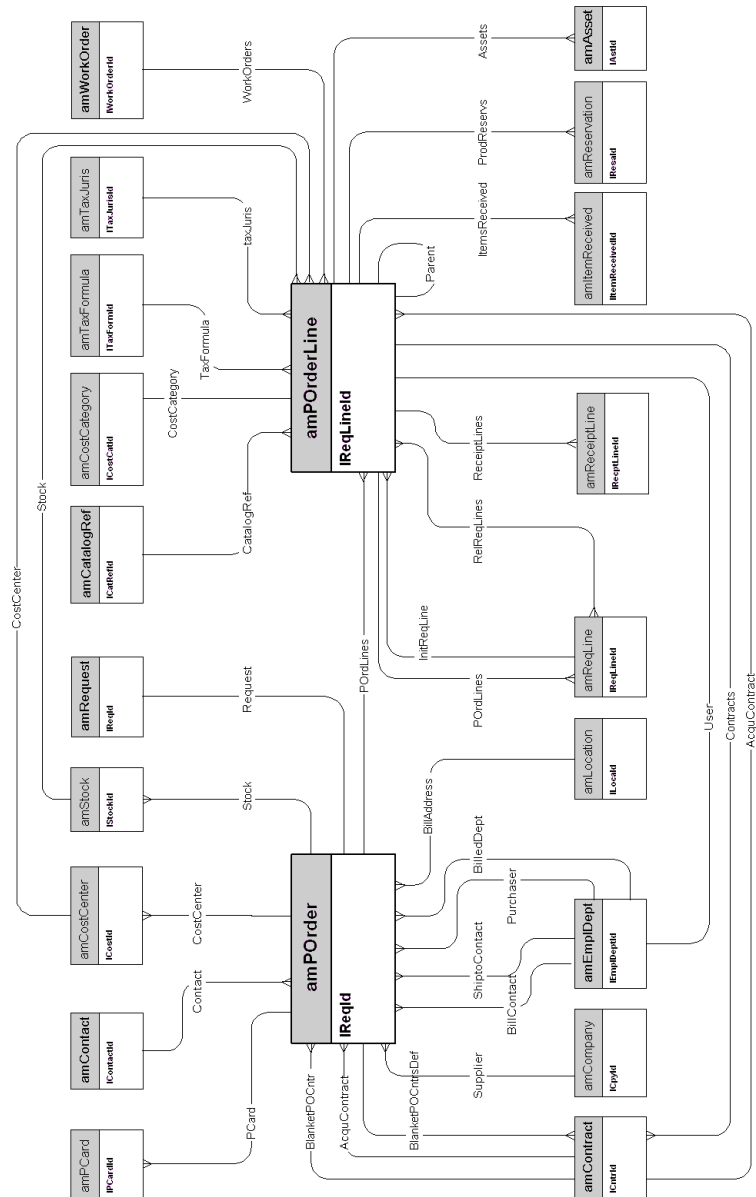 amWorkOrder
lWorkOrderId
amTaxJuris
lTaxJurisId
amTaxFormula
lTaxFormId
amCostCategory
lCostCatId
amCatalogRef
lCatRefId
amRequest
lReqId
amStock
lStockId
amCostCenter
lCostId
amContact
lContactId
amPCard
lPCardId
WorkOrders
taxJuris
TaxFormula
CostCategory
CatalogRef
Stock
CostCenter
Request
Stock
CostCenter
Contact
PCard
amPOrderLine
lReqLineId
amPOrder
lReqId
POrdLines
Parent
Assets
ProdReservs
ItemsReceived
ReceiptLines
RelReqLines
InitReqLine
POrdLines
BillAddress
BilledDept
Purchaser
ShiptoContact
BillContact
Supplier
BlanketPOCntrsDef
AcquContract
BlanketPOCntr
amAsset
lAstId
amReservation
lResaId
amItemReceived
lItemReceivedId
amReceiptLine
lRecptLineId
amReqLine
lReqLineId
amLocation
lLocaId
amEmplDept
lEmplDeptId
amCompany
lCpyId
amContract
lCntrId
User
Contracts
AcquContract